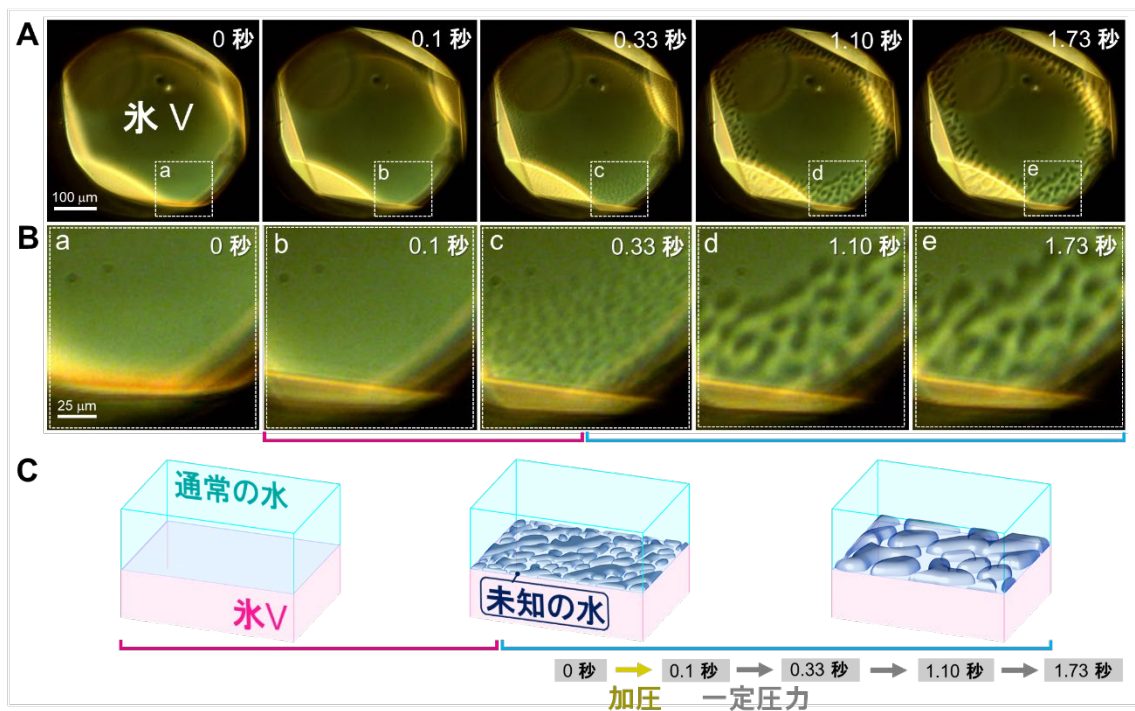 A
0 秒
0.1 秒
0.33 秒
1.10 秒
1.73 秒
氷 V
a
b
c
d
e
100 μm
B
a
0 秒
b
0.1 秒
c
0.33 秒
d
1.10 秒
e
1.73 秒
25 μm
C
通常の水
氷V
未知の水
0 秒
0.1 秒
0.33 秒
1.10 秒
1.73 秒
加圧
一定圧力